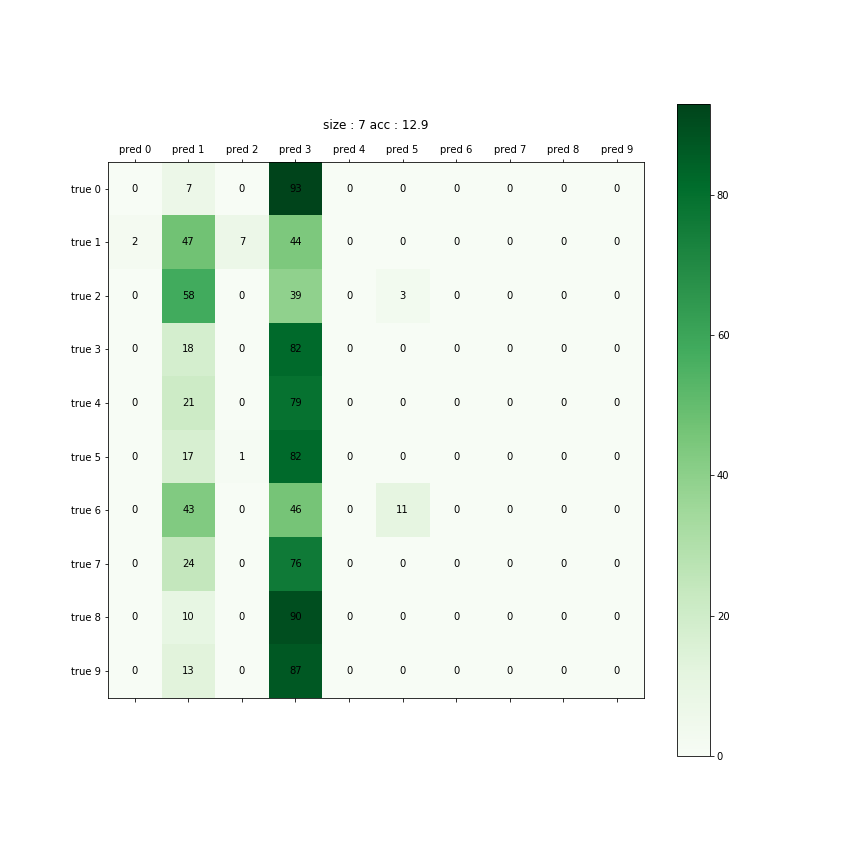 size : 7 acc : 12.9
pred 0 pred 1 pred 2 pred 3 pred 4 pred 5 pred 6 pred 7 pred 8 pred 9
true 0 0 7 0 93 0 0 0 0 0 0
true 1 2 47 7 44 0 0 0 0 0 0
true 2 0 58 0 39 0 3 0 0 0 0
true 3 0 18 0 82 0 0 0 0 0 0
true 4 0 21 0 79 0 0 0 0 0 0
true 5 0 17 1 82 0 0 0 0 0 0
true 6 0 43 0 46 0 11 0 0 0 0
true 7 0 24 0 76 0 0 0 0 0 0
true 8 0 10 0 90 0 0 0 0 0 0
true 9 0 13 0 87 0 0 0 0 0 0
80
60
40
20
0